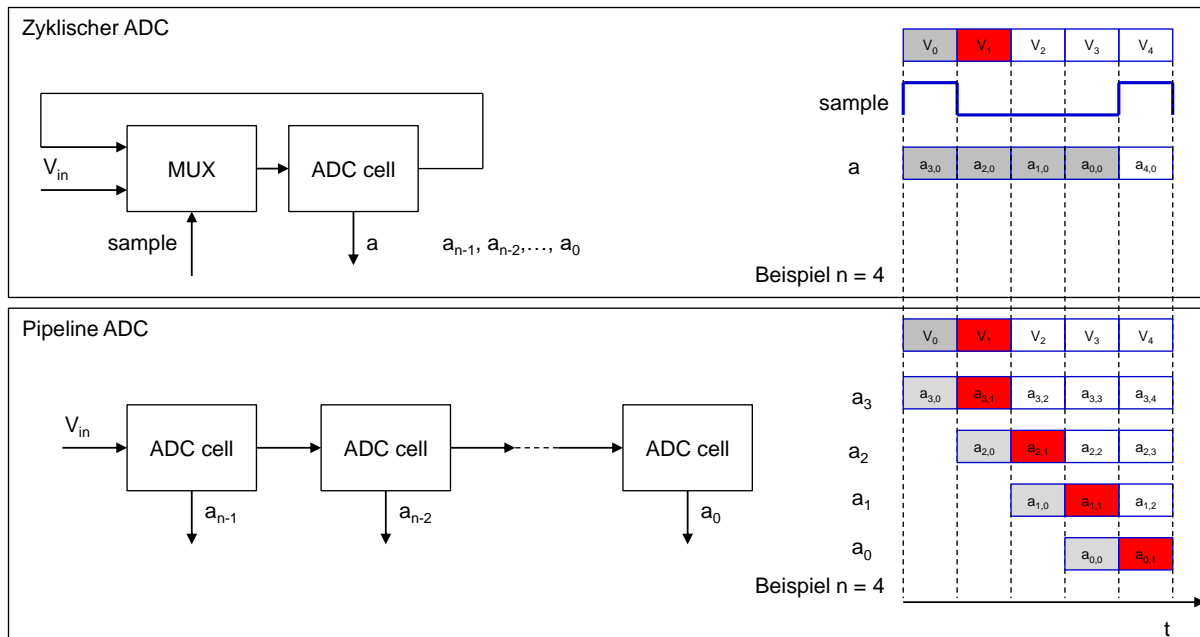 Zyklischer ADC
V0 V1 V2 V3 V4
sample
Vin
MUX
ADC cell
a
a3,0 a2,0 a1,0 a0,0 a4,0
sample
a
an-1, an-2,…, a0
Beispiel n = 4
Pipeline ADC
V0 V1 V2 V3 V4
a3
a3,0 a3,1 a3,2 a3,3 a3,4
Vin
ADC cell
ADC cell
ADC cell
a2
a2,0 a2,1 a2,2 a2,3
an-1
an-2
a0
a1
a1,0 a1,1 a1,2
a0
a0,0 a0,1
Beispiel n = 4
t